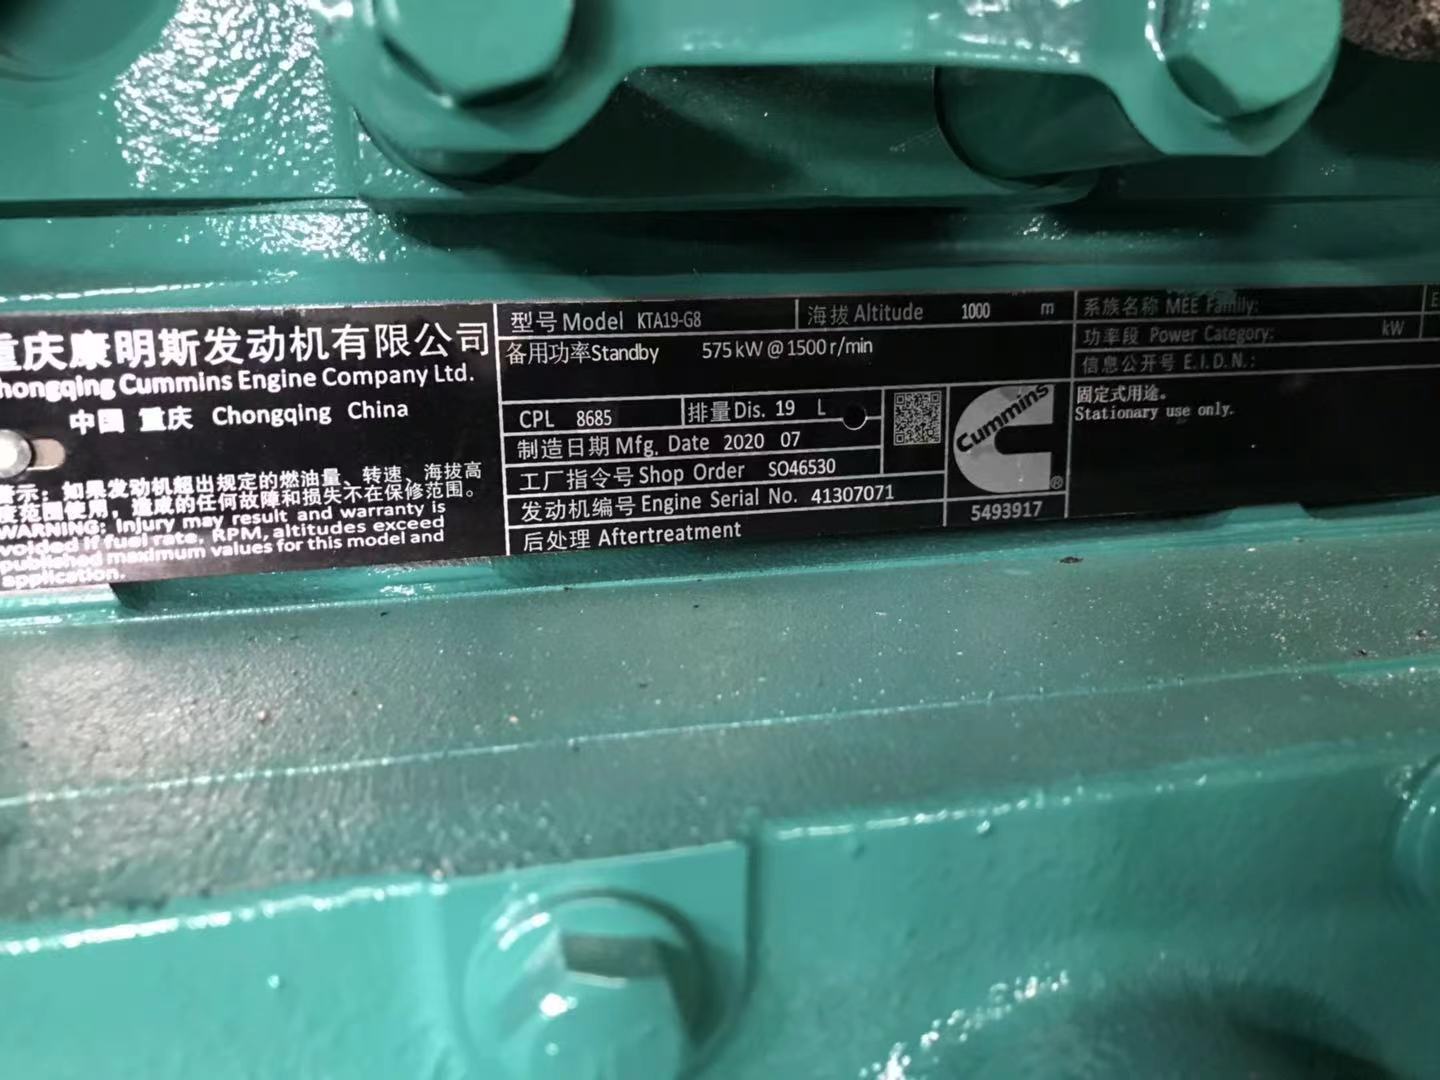 重庆康明斯发动机有限公司
Chongqing Cummins Engine Company Ltd.
中国 重庆 Chongqing China
警示：如果发动机超出规定的燃油量、转速、海拔高
度范围使用，造成的任何故障和损失不在保修范围。
WARNING: Injury may result and warranty is
voided if fuel rate, RPM, altitudes exceed
published maximum values for this model and
application.
型号 Model KTA19-G8 海拔 Altitude 1000 m
备用功率Standby 575 kW @ 1500 r/min
CPL 8685 排量Dis. 19 L
制造日期 Mfg. Date 2020 07
工厂指令号 Shop Order SO46530
发动机编号 Engine Serial No. 41307071
后处理 Aftertreatment
Cummins
®
5493917
系族名称 MEE Family:
功率段 Power Category: kW
信息公开号 E.I.D.N.:
固定式用途。
Stationary use only.